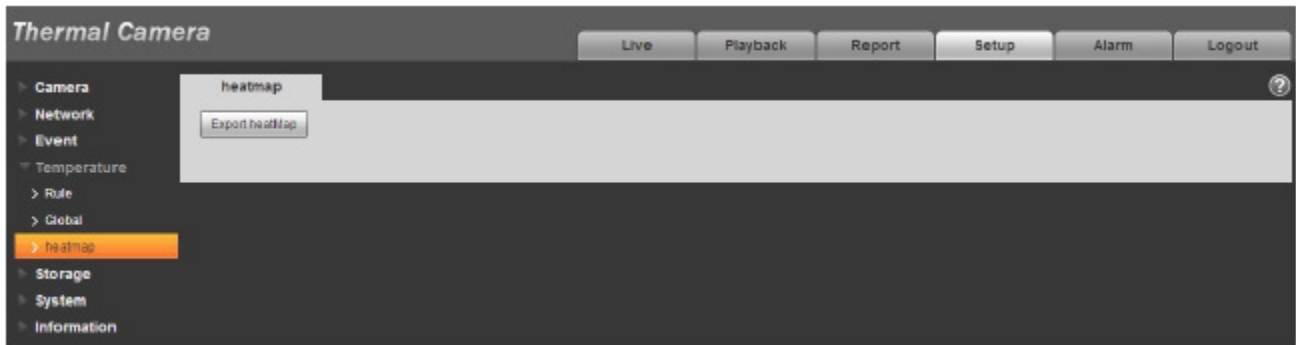 Thermal Camera
Live Playback Report Setup Alarm Logout
Camera
heatmap
?
Network
Export heatMap
Event
Temperature
> Rule
> Global
> heatmap
Storage
System
Information